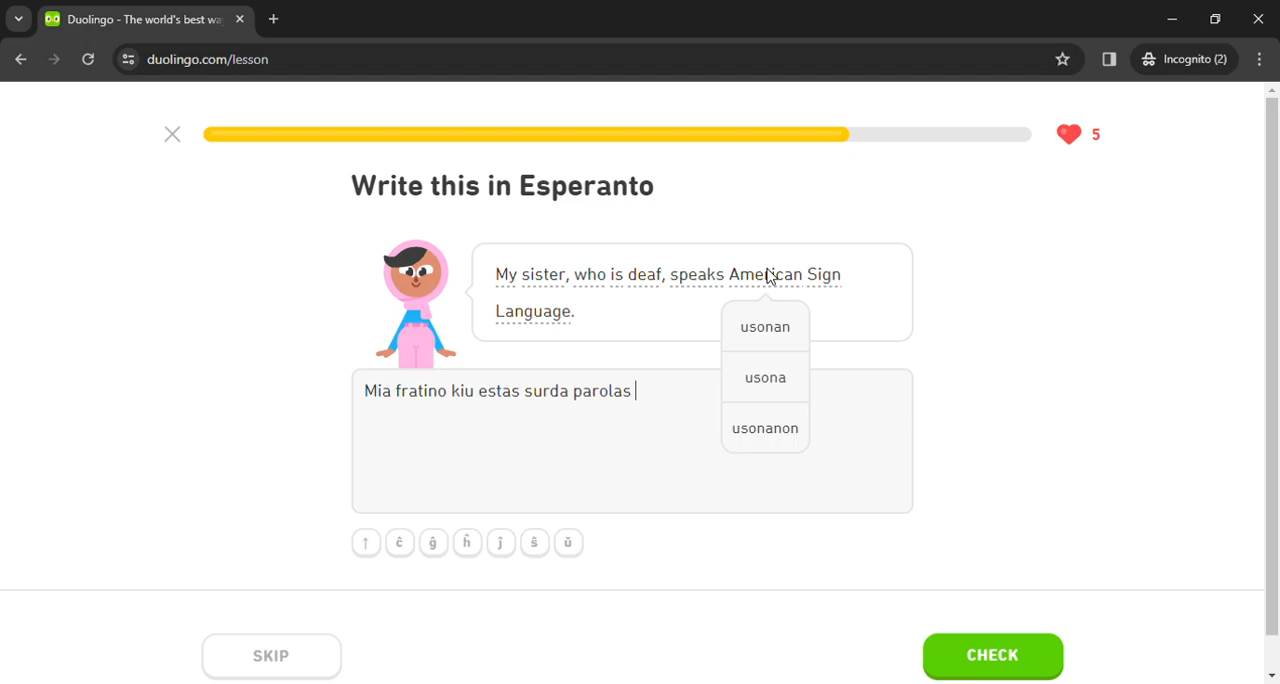 Duolingo - The world's best wa
duolingo.com/lesson
Incognito (2)
5
Write this in Esperanto
My sister, who is deaf, speaks American Sign
Language.
usonan
usona
usonanon
Mia fratino kiu estas surda parolas
↑ ĉ ĝ ĥ ĵ ŝ ŭ
SKIP
CHECK